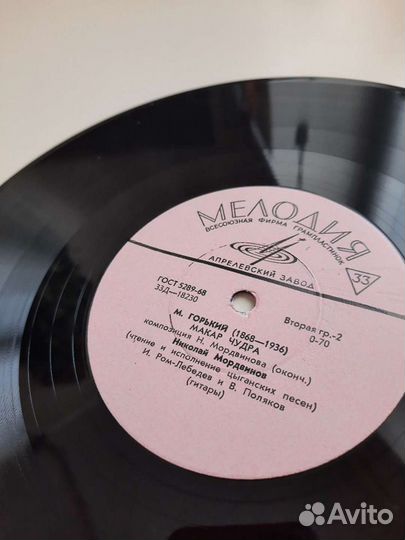 МЕЛОДИЯ
ВСЕСОЮЗНАЯ ФИРМА ГРАМПЛАСТИНОК
33
АПРЕЛЕВСКИЙ ЗАВОД
ГОСТ 5289-68
33Д—18230
Вторая гр.-2
0-70
М. ГОРЬКИЙ (1868—1936)
МАКАР ЧУДРА
композиция Н. Мордвинова (оконч.)
Николай Мордвинов
(чтение и исполнение цыганских песен)
И. Ром-Лебедев и В. Поляков
(гитары)
Avito